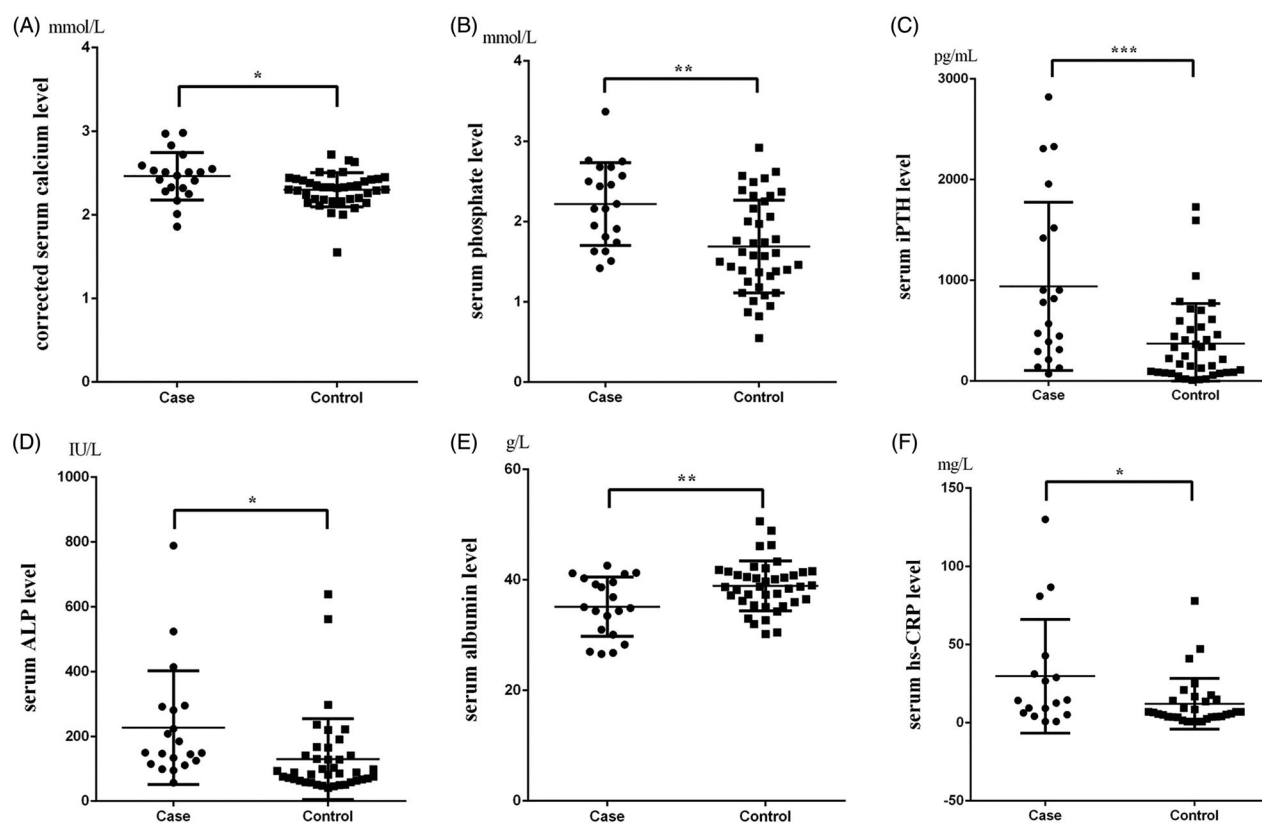 (A)
mmol/L
corrected serum calcium level
4
3
2
1
0
*
Case
Control
(B)
mmol/L
serum phosphate level
4
3
2
1
0
**
Case
Control
(C)
pg/mL
serum iPTH level
3000
2000
1000
0
***
Case
Control
(D)
IU/L
serum ALP level
1000
800
600
400
200
0
*
Case
Control
(E)
g/L
serum albumin level
60
40
20
0
**
Case
Control
(F)
mg/L
serum hs-CRP level
150
100
50
0
-50
*
Case
Control